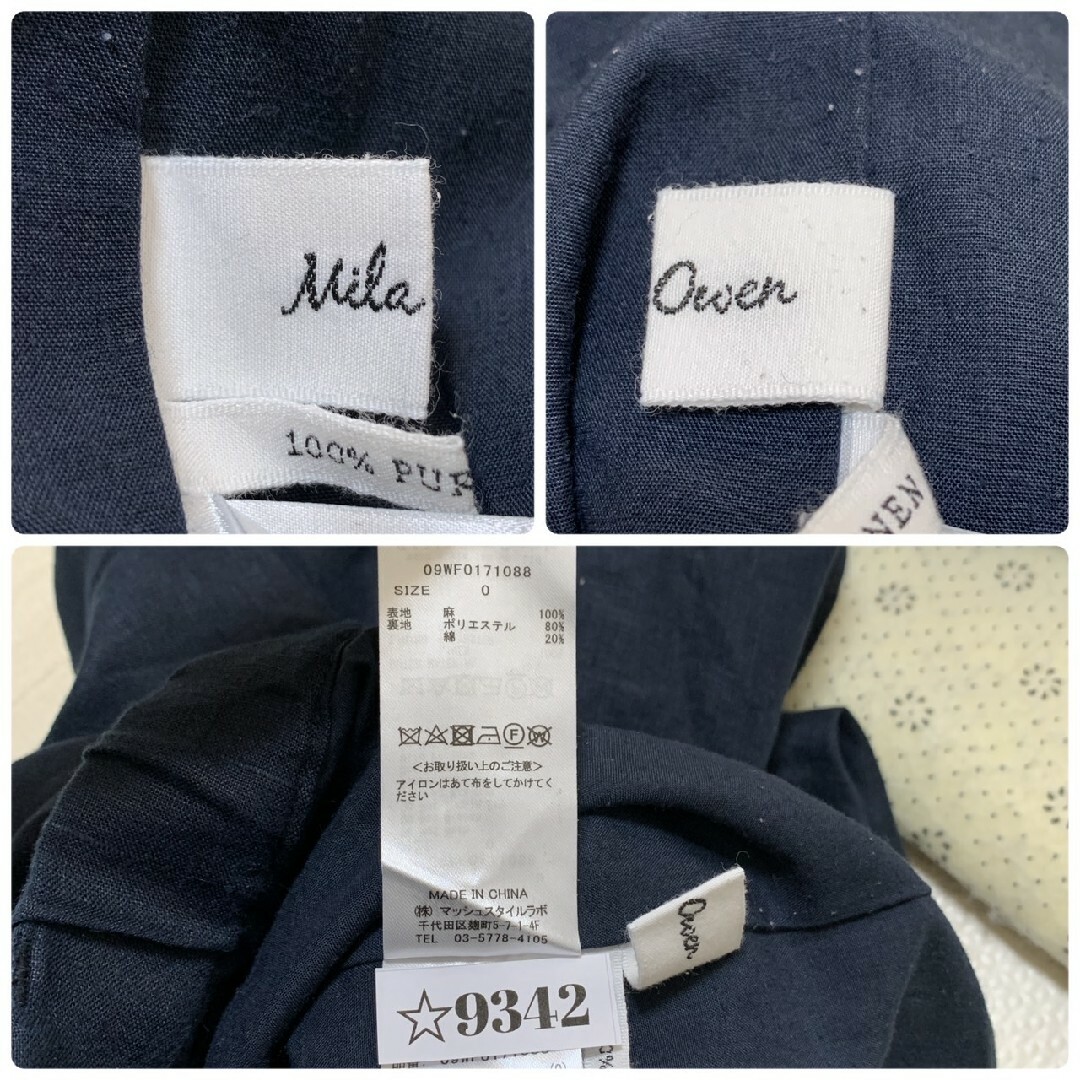 Mila
100% PUR
Owen
NEN
09WF0171088
SIZE 0
表地 麻 100%
裏地 ポリエステル 80%
綿 20%
<お取り扱い上のご注意>
アイロンはあて布をしてかけてく
ださい
MADE IN CHINA
(株) マッシュスタイルラボ
千代田区麹町5-7-1-4F
TEL 03-5778-4105
Owen
☆9342